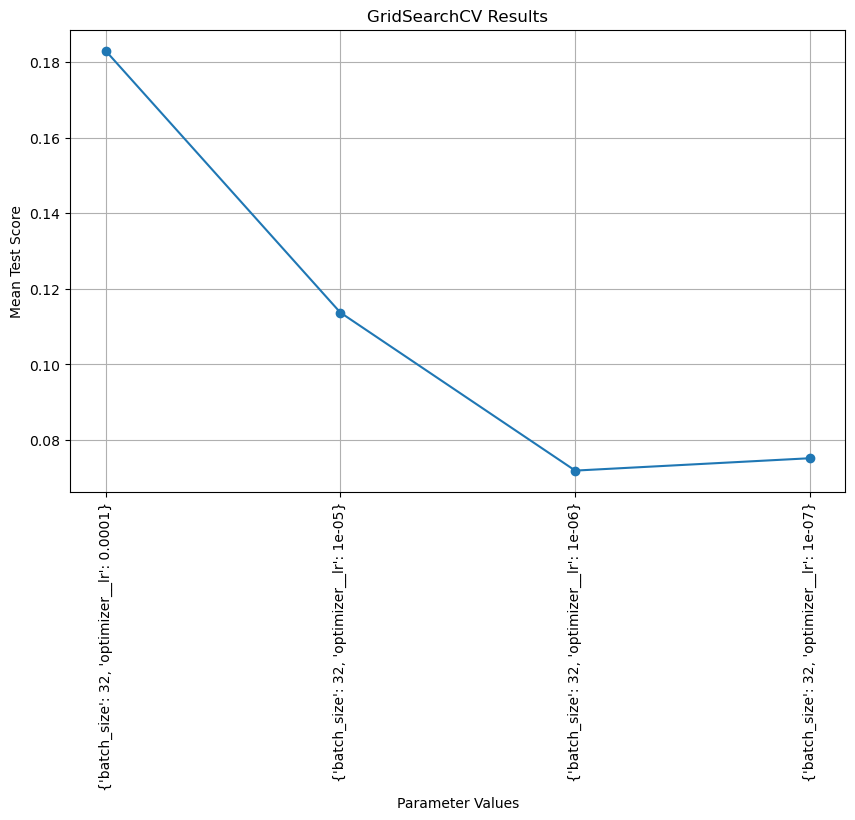 GridSearchCV Results
Mean Test Score
0.18
0.16
0.14
0.12
0.10
0.08
{'batch_size': 32, 'optimizer__lr': 0.0001}
{'batch_size': 32, 'optimizer__lr': 1e-05}
{'batch_size': 32, 'optimizer__lr': 1e-06}
{'batch_size': 32, 'optimizer__lr': 1e-07}
Parameter Values